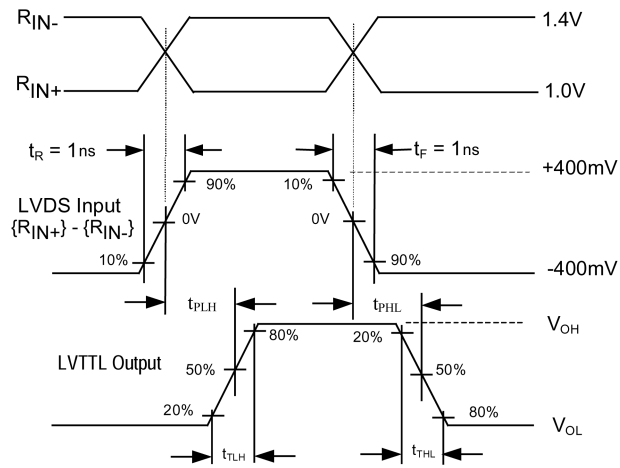 RIN- 1.4V
RIN+ 1.0V
tR = 1ns tF = 1ns
+400mV
90% 10%
LVDS Input 0V 0V
{RIN+} - {RIN-}
10% 90%
-400mV
tPLH tPHL
VOH
80% 20%
LVTTL Output
50% 50%
20% 80%
VOL
tTLH tTHL